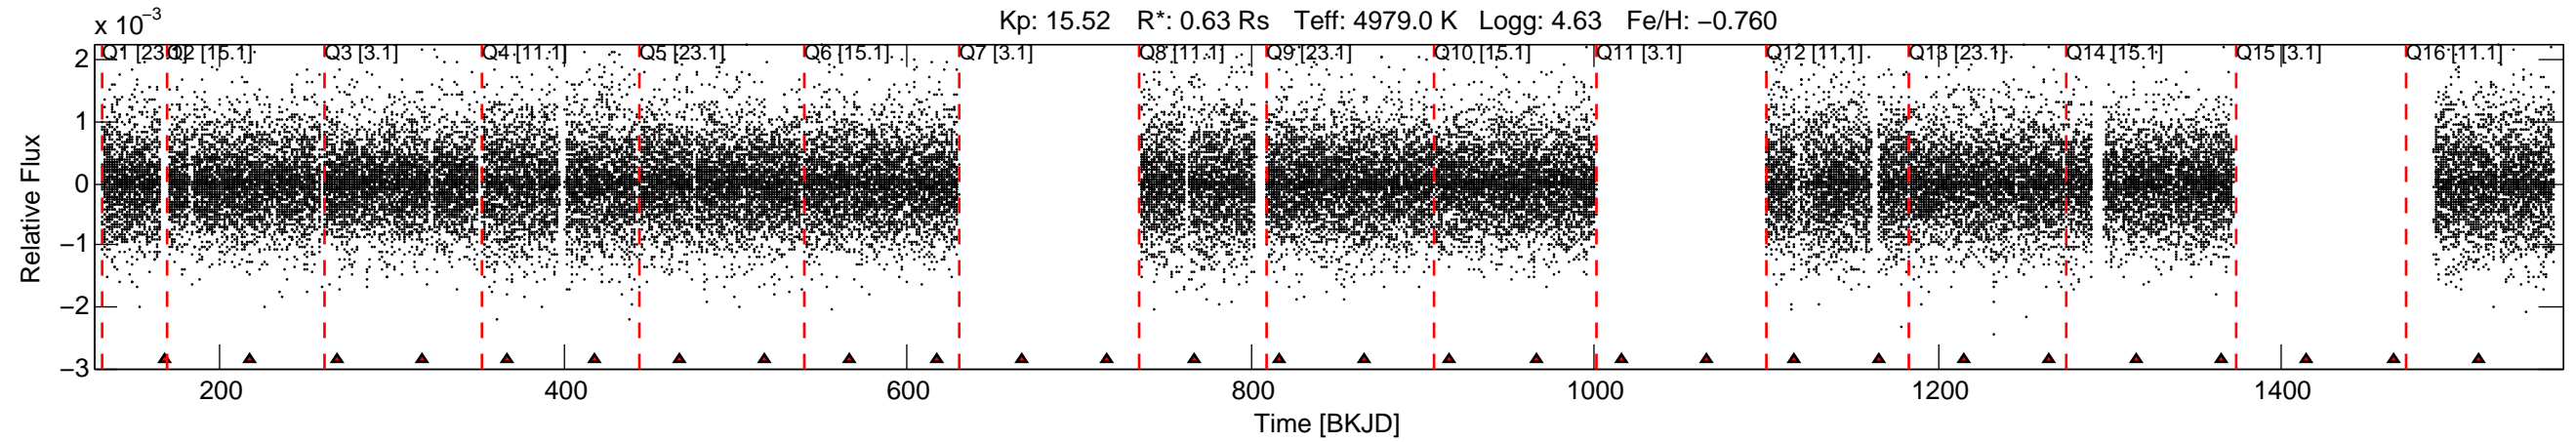 Kp: 15.52 R*: 0.63 Rs Teff: 4979.0 K Logg: 4.63 Fe/H: −0.760
x 10−3
Q2 [15.1] Q3 [3.1] Q4 [11.1] Q5 [23.1] Q6 [15.1] Q7 [3.1] Q8 [11.1] Q9 [23.1] Q10 [15.1] Q11 [3.1] Q12 [11.1] Q13 [23.1] Q14 [15.1] Q15 [3.1] Q16 [11.1]
2
1
0
−1
−2
−3
Relative Flux
200 400 600 800 1000 1200 1400
Time [BKJD]